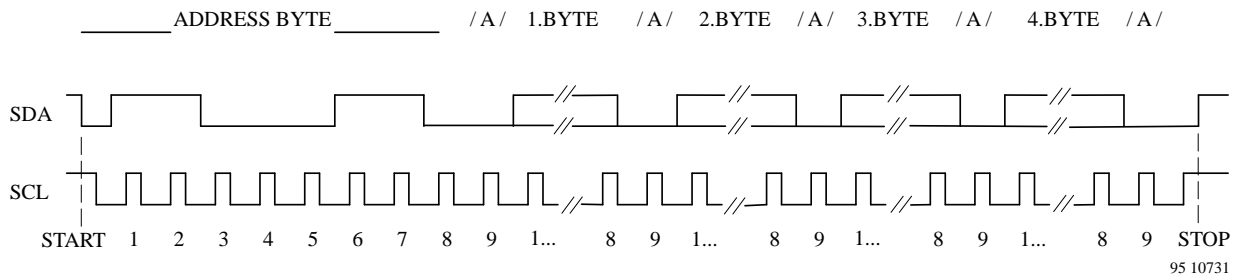 ADDRESS BYTE / A / 1.BYTE / A / 2.BYTE / A / 3.BYTE / A / 4.BYTE / A /
SDA
SCL
START 1 2 3 4 5 6 7 8 9 1... 8 9 1... 8 9 1... 8 9 1... 8 9 STOP
95 10731